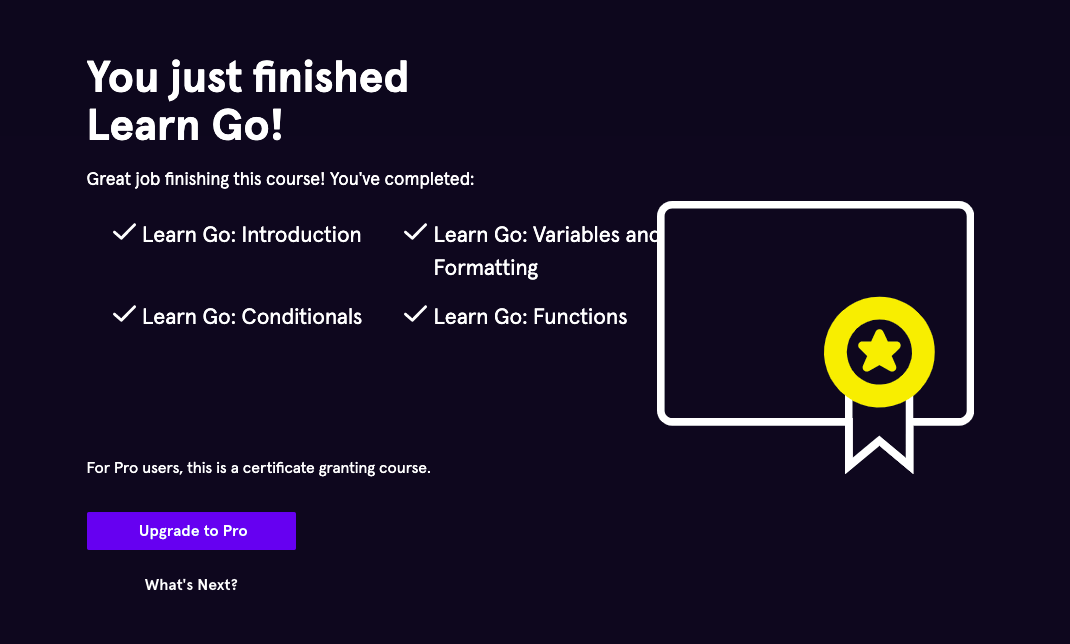 You just finished
Learn Go!
Great job finishing this course! You've completed:
Learn Go: Introduction
Learn Go: Variables and
Formatting
Learn Go: Conditionals
Learn Go: Functions
For Pro users, this is a certificate granting course.
Upgrade to Pro
What's Next?